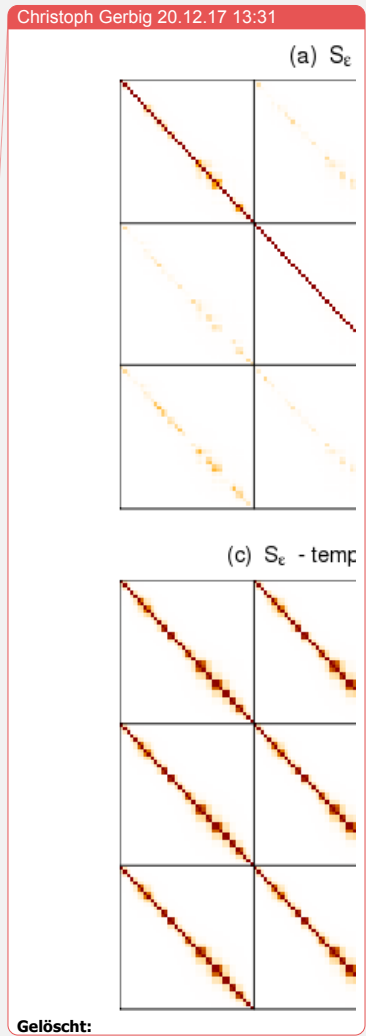 Christoph Gerbig 20.12.17 13:31
(a) Sε
(c) Sε - temp
Gelöscht: